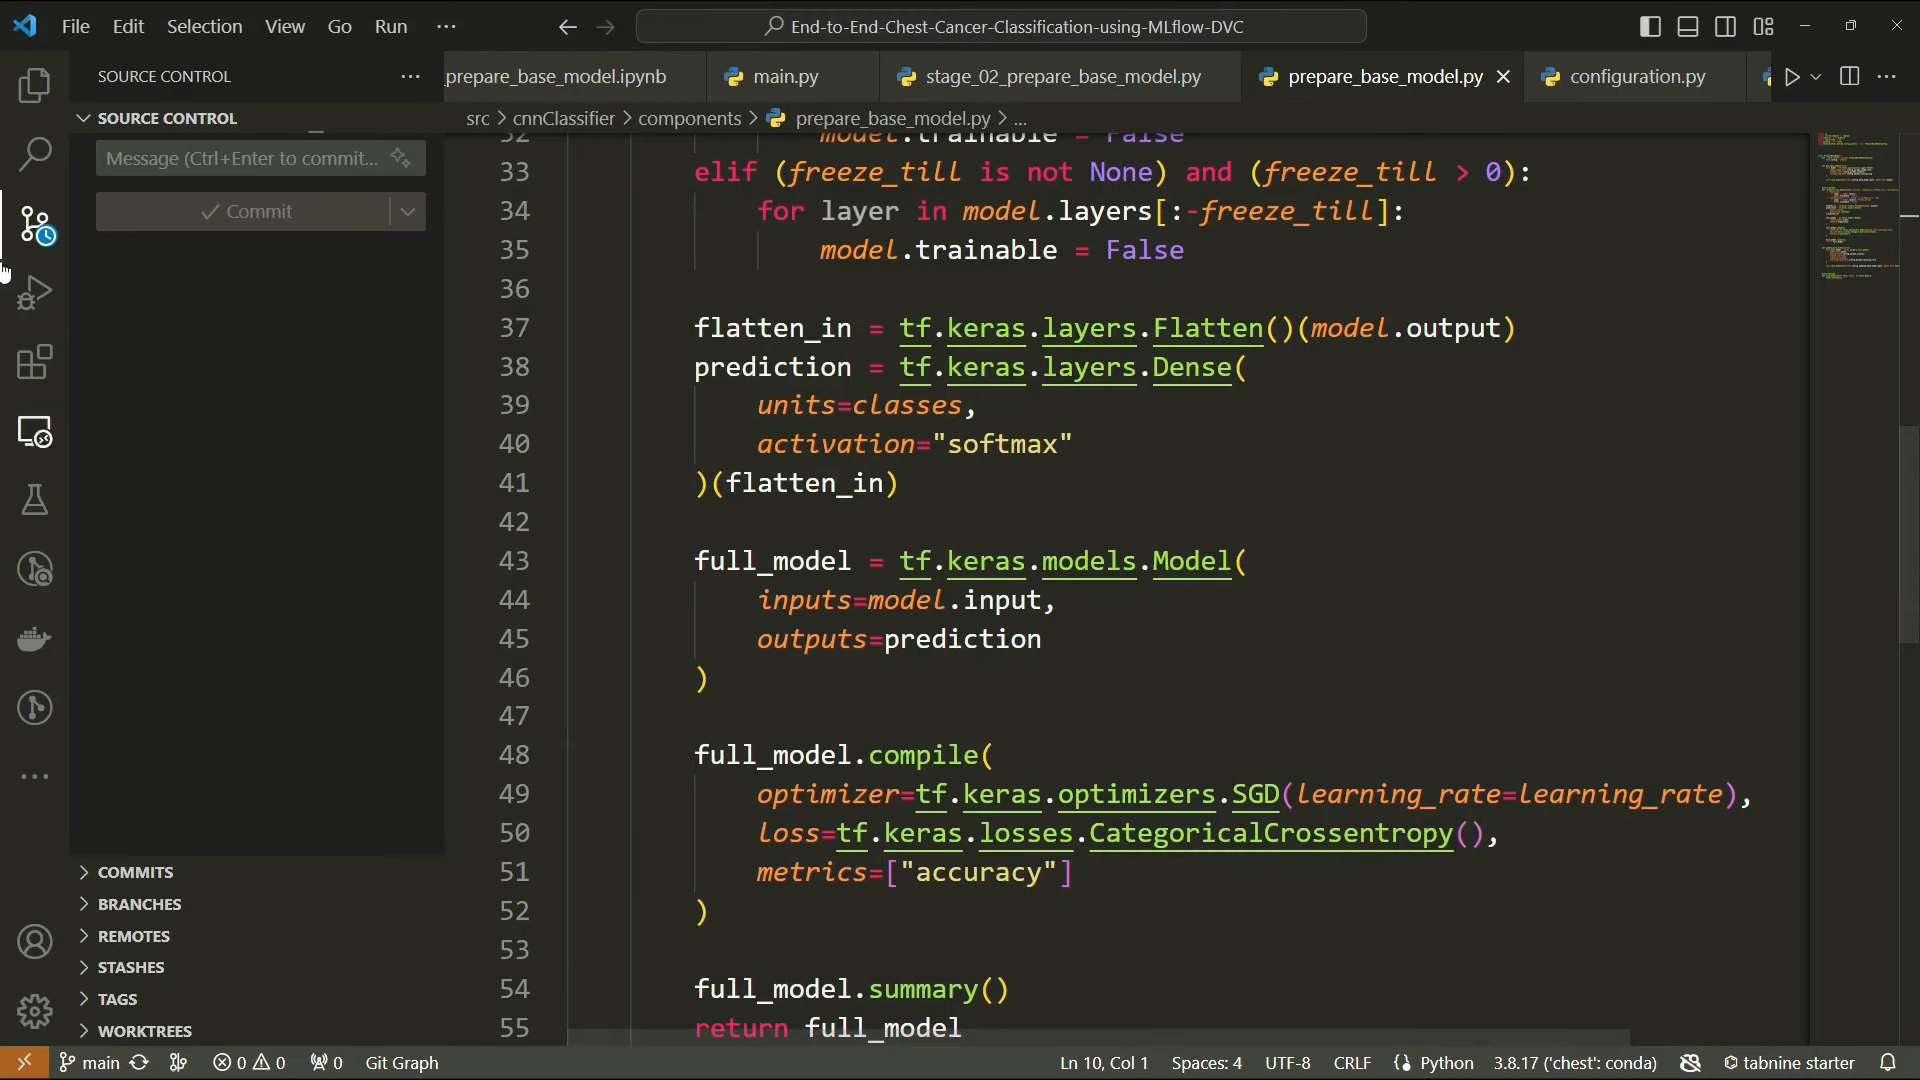 File Edit Selection View Go Run ···
End-to-End-Chest-Cancer-Classification-using-MLflow-DVC
SOURCE CONTROL
prepare_base_model.ipynb
main.py
stage_02_prepare_base_model.py
prepare_base_model.py
configuration.py
SOURCE CONTROL
src > cnnClassifier > components > prepare_base_model.py > ...
Message (Ctrl+Enter to commit...
Commit
32 model.trainable = False
33 elif (freeze_till is not None) and (freeze_till > 0):
34 for layer in model.layers[:-freeze_till]:
35 model.trainable = False
36
37 flatten_in = tf.keras.layers.Flatten()(model.output)
38 prediction = tf.keras.layers.Dense(
39 units=classes,
40 activation="softmax"
41 )(flatten_in)
42
43 full_model = tf.keras.models.Model(
44 inputs=model.input,
45 outputs=prediction
46 )
47
48 full_model.compile(
49 optimizer=tf.keras.optimizers.SGD(learning_rate=learning_rate),
50 loss=tf.keras.losses.CategoricalCrossentropy(),
51 metrics=["accuracy"]
52 )
53
54 full_model.summary()
55 return full_model
COMMITS
BRANCHES
REMOTES
STASHES
TAGS
WORKTREES
main 0 0 0 Git Graph Ln 10, Col 1 Spaces: 4 UTF-8 CRLF Python 3.8.17 ('chest': conda) tabnine starter